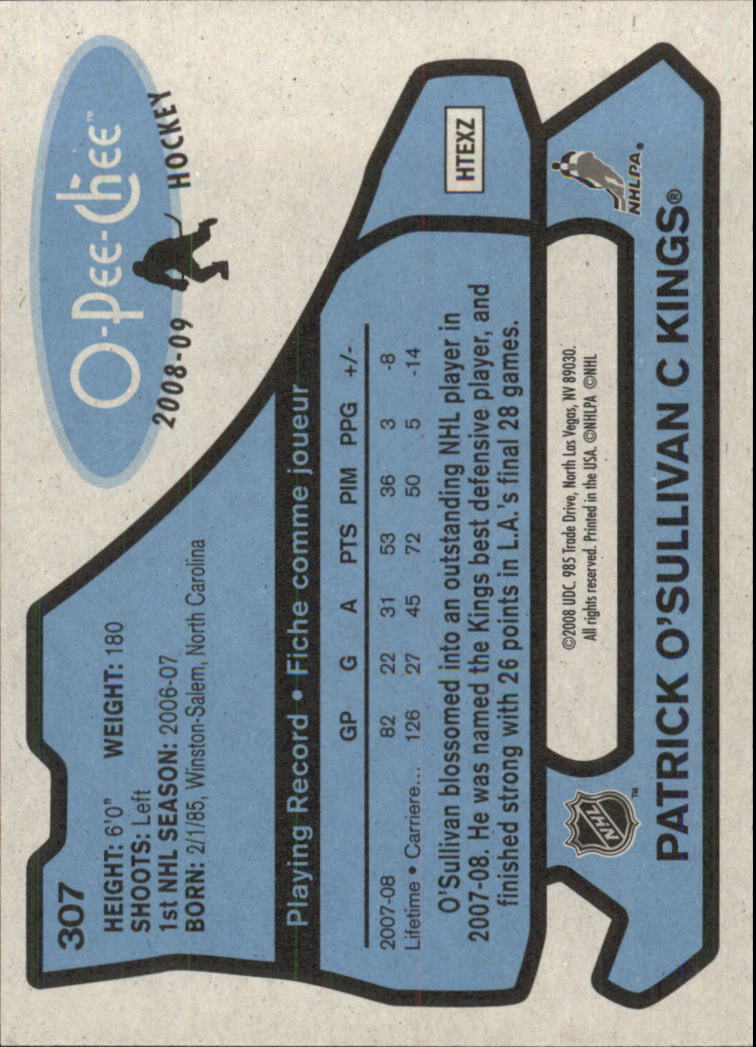 307
O-Pee-Chee™
2008-09 HOCKEY
HEIGHT: 6'0" WEIGHT: 180
SHOOTS: Left
1st NHL SEASON: 2006-07
BORN: 2/1/85, Winston-Salem, North Carolina
Playing Record • Fiche comme joueur
GP G A PTS PIM PPG +/-
2007-08 82 22 31 53 36 3 -8
Lifetime • Carriere... 126 27 45 72 50 5 -14
O'Sullivan blossomed into an outstanding NHL player in
2007-08. He was named the Kings best defensive player, and
finished strong with 26 points in L.A.'s final 28 games.
HTEXZ
NHL™
©2008 UDC. 985 Trade Drive, North Las Vegas, NV 89030.
All rights reserved. Printed in the USA. ©NHLPA ©NHL
NHLPA®
PATRICK O'SULLIVAN C KINGS®